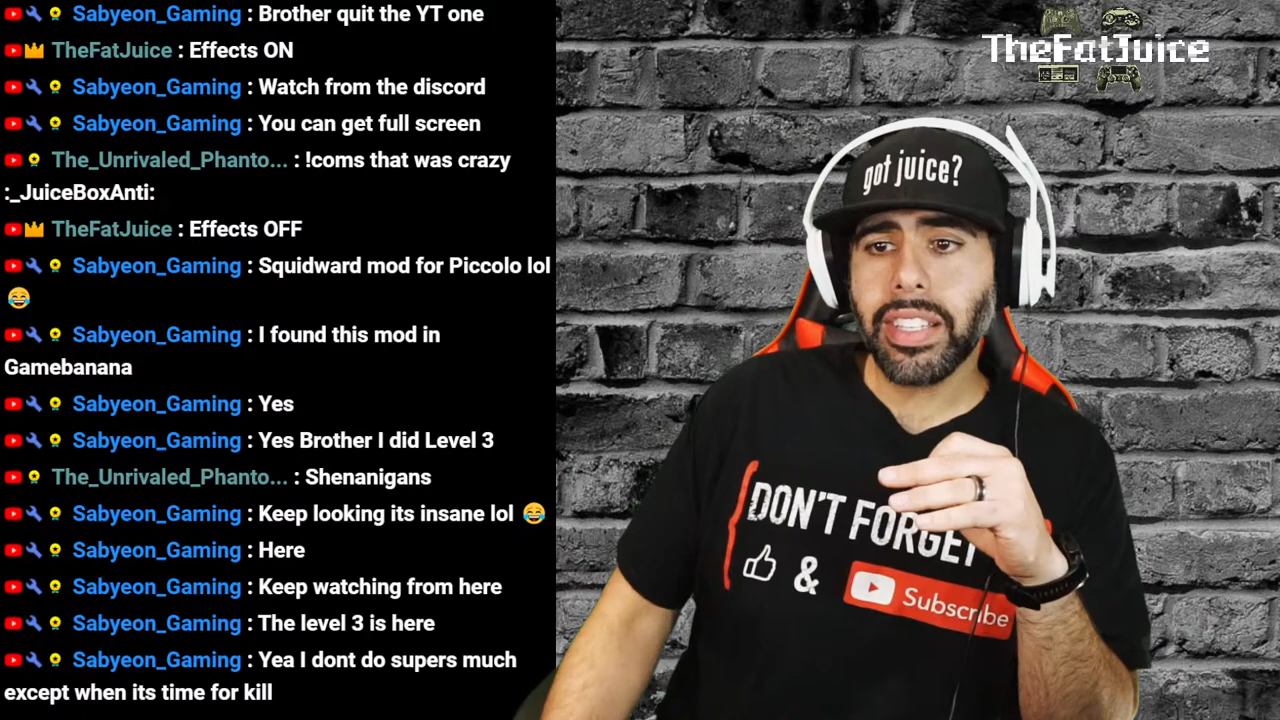 Sabyeon_Gaming : Brother quit the YT one
TheFatJuice : Effects ON
Sabyeon_Gaming : Watch from the discord
Sabyeon_Gaming : You can get full screen
The_Unrivaled_Phanto... : !coms that was crazy
:_JuiceBoxAnti:
TheFatJuice : Effects OFF
Sabyeon_Gaming : Squidward mod for Piccolo lol
😂
Sabyeon_Gaming : I found this mod in
Gamebanana
Sabyeon_Gaming : Yes
Sabyeon_Gaming : Yes Brother I did Level 3
The_Unrivaled_Phanto... : Shenanigans
Sabyeon_Gaming : Keep looking its insane lol 😂
Sabyeon_Gaming : Here
Sabyeon_Gaming : Keep watching from here
Sabyeon_Gaming : The level 3 is here
Sabyeon_Gaming : Yea I dont do supers much
except when its time for kill
TheFatJuice
got juice?
DON'T FORGET
&
Subscribe